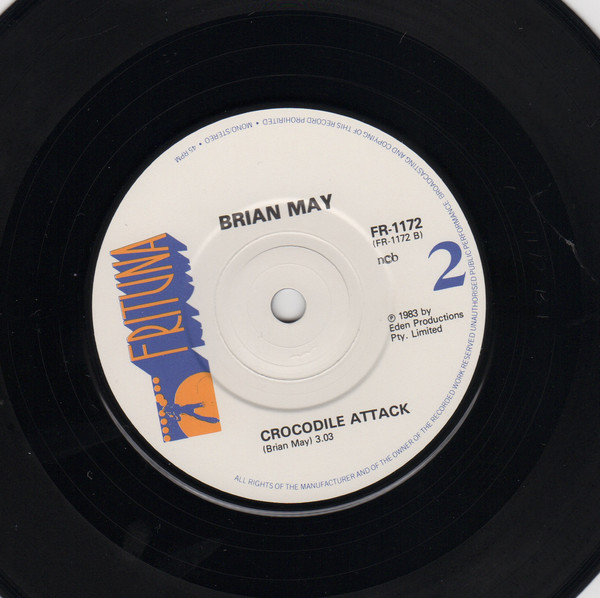 BRIAN MAY
FR-1172
(FR-1172 B)
ncb
2
FRITUNA
℗ 1983 by
Eden Productions
Pty. Limited
CROCODILE ATTACK
(Brian May) 3.03
ALL RIGHTS OF THE MANUFACTURER AND OF THE OWNER OF THE RECORDED WORK RESERVED UNAUTHORISED PUBLIC PERFORMANCE BROADCASTING AND COPYING OF THIS RECORD PROHIBITED • MONO-STEREO • 45 RPM